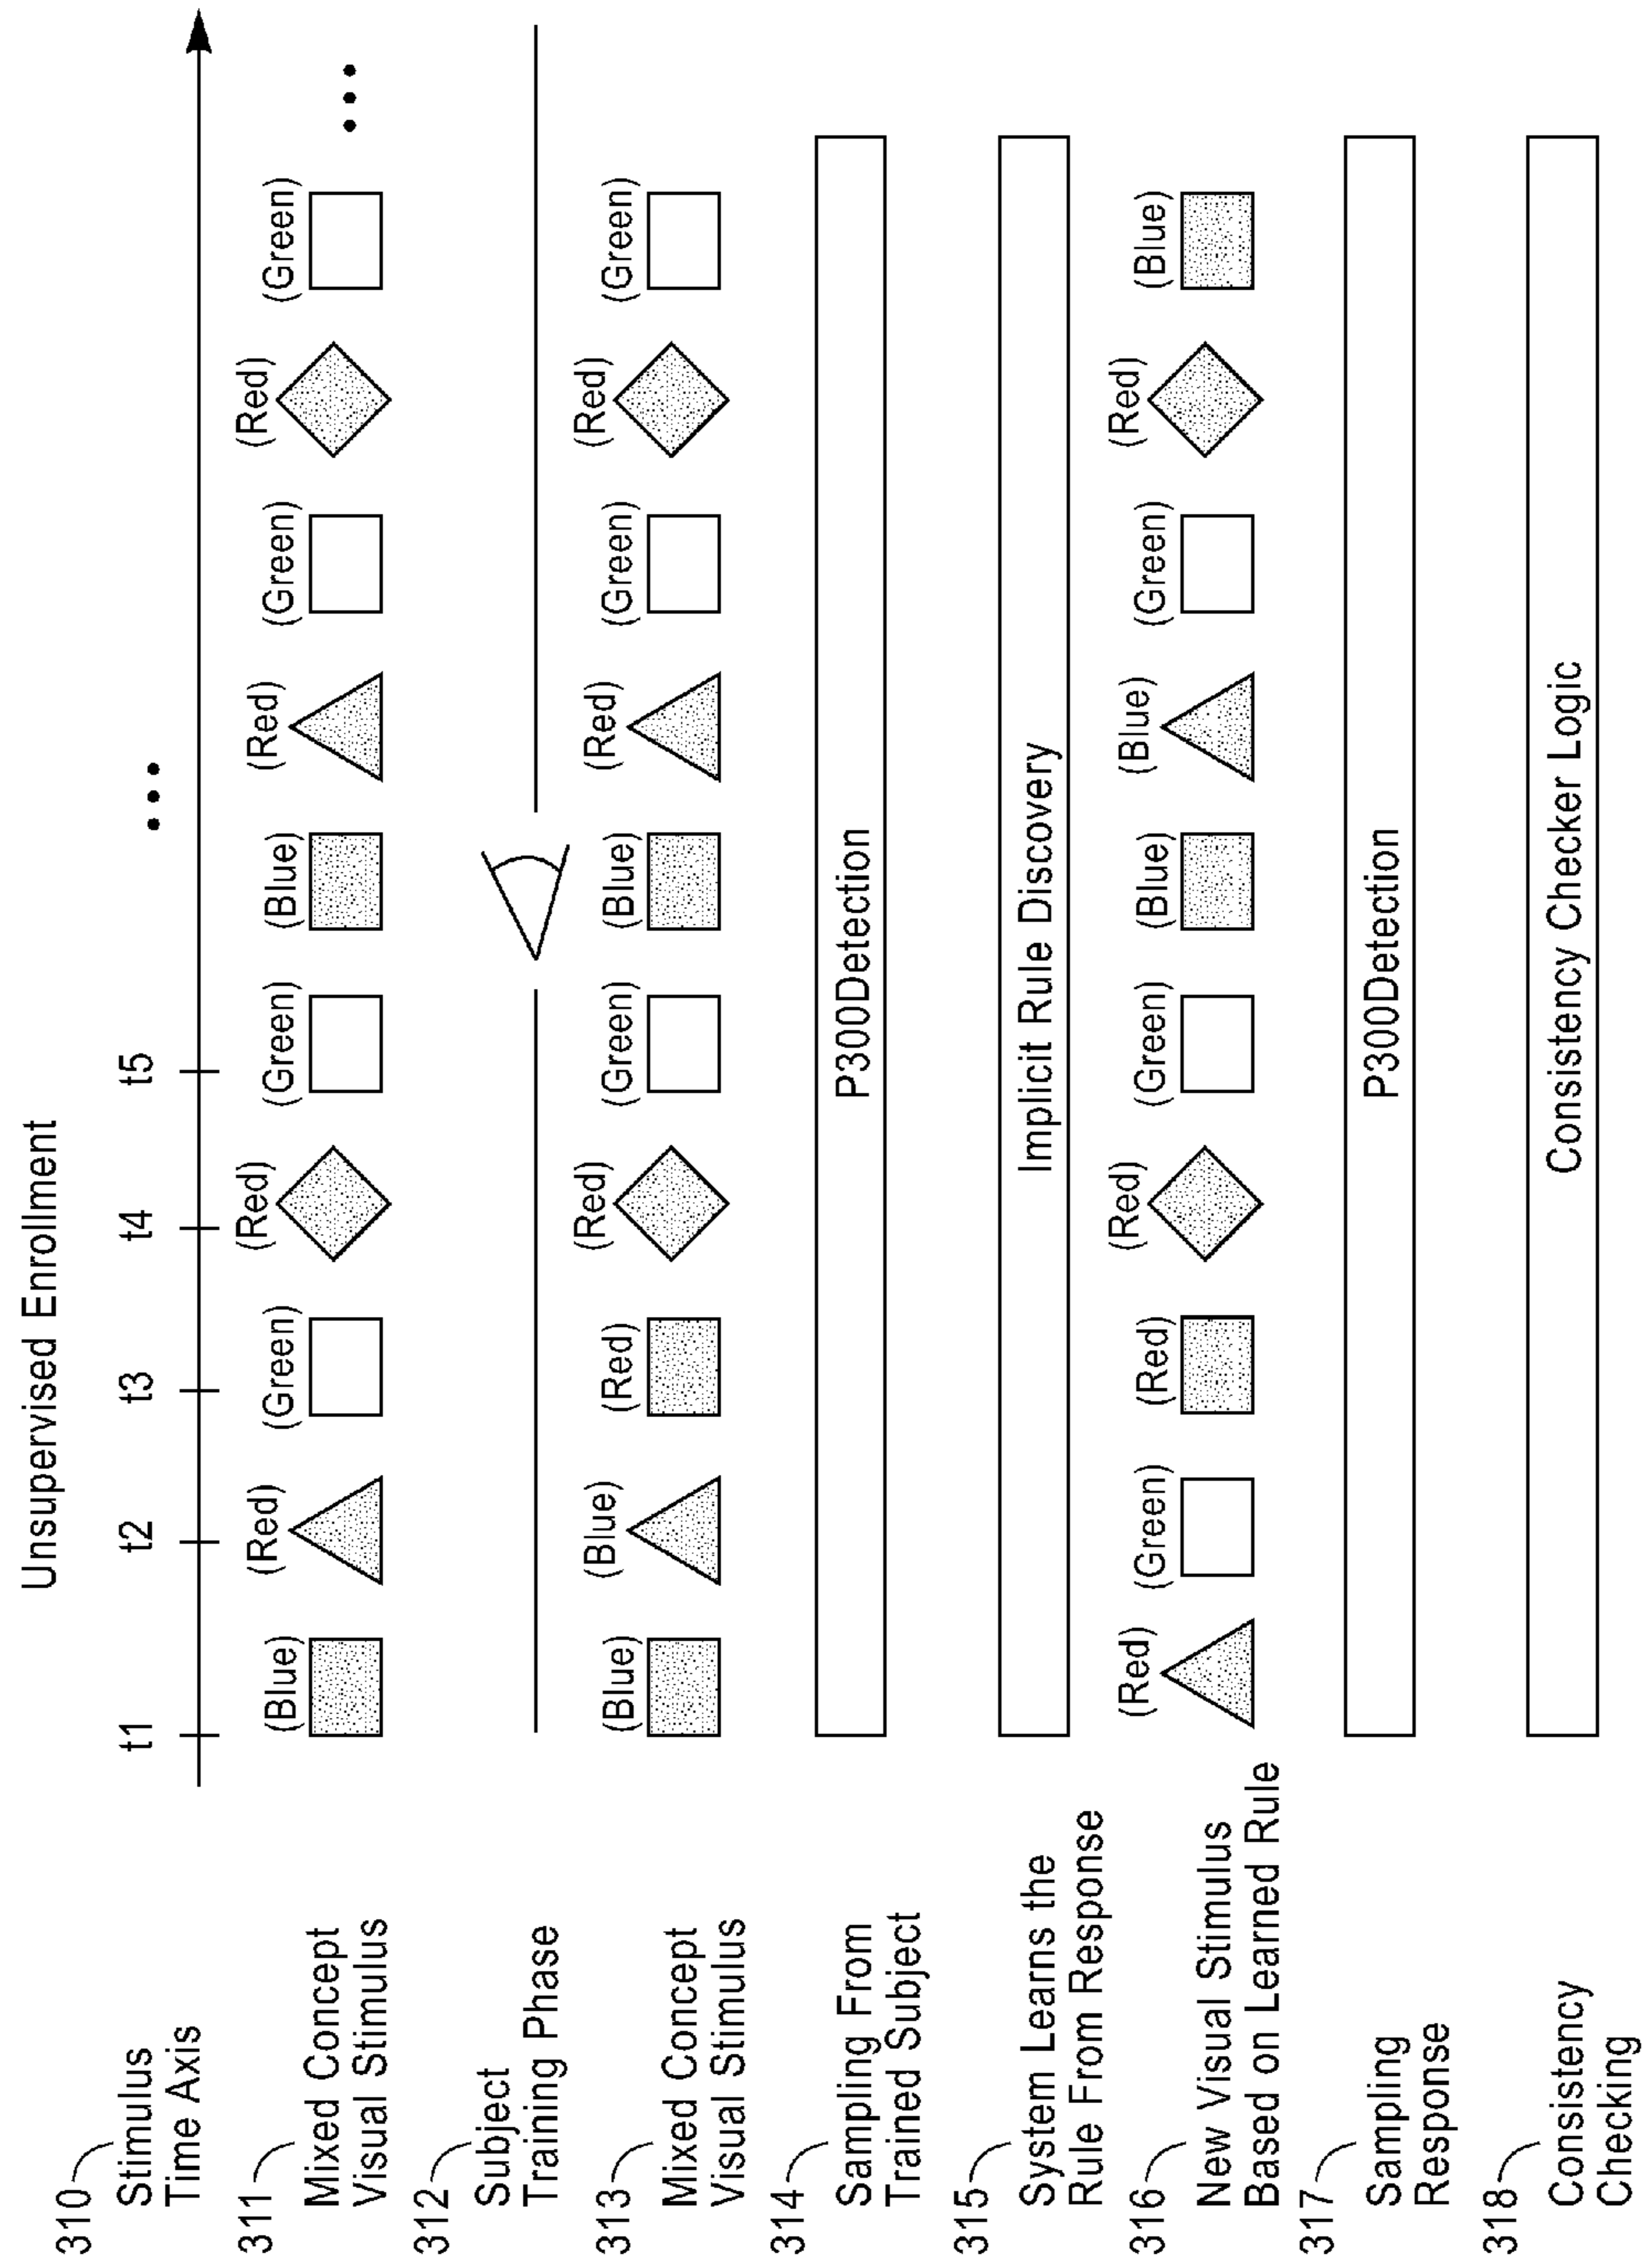 Unsupervised Enrollment
310
Stimulus
Time Axis
t1 t2 t3 t4 t5 •••
311
Mixed Concept
Visual Stimulus
(Blue) (Red) (Green) (Red) (Green) (Blue) (Red) (Green) (Red) (Green) •••
312
Subject
Training Phase
313
Mixed Concept
Visual Stimulus
(Blue) (Blue) (Red) (Red) (Green) (Blue) (Red) (Green) (Red) (Green)
314
Sampling From
Trained Subject
P300Detection
315
System Learns the
Rule From Response
Implicit Rule Discovery
316
New Visual Stimulus
Based on Learned Rule
(Red) (Green) (Red) (Red) (Green) (Blue) (Blue) (Green) (Red) (Blue)
317
Sampling
Response
P300Detection
318
Consistency
Checking
Consistency Checker Logic